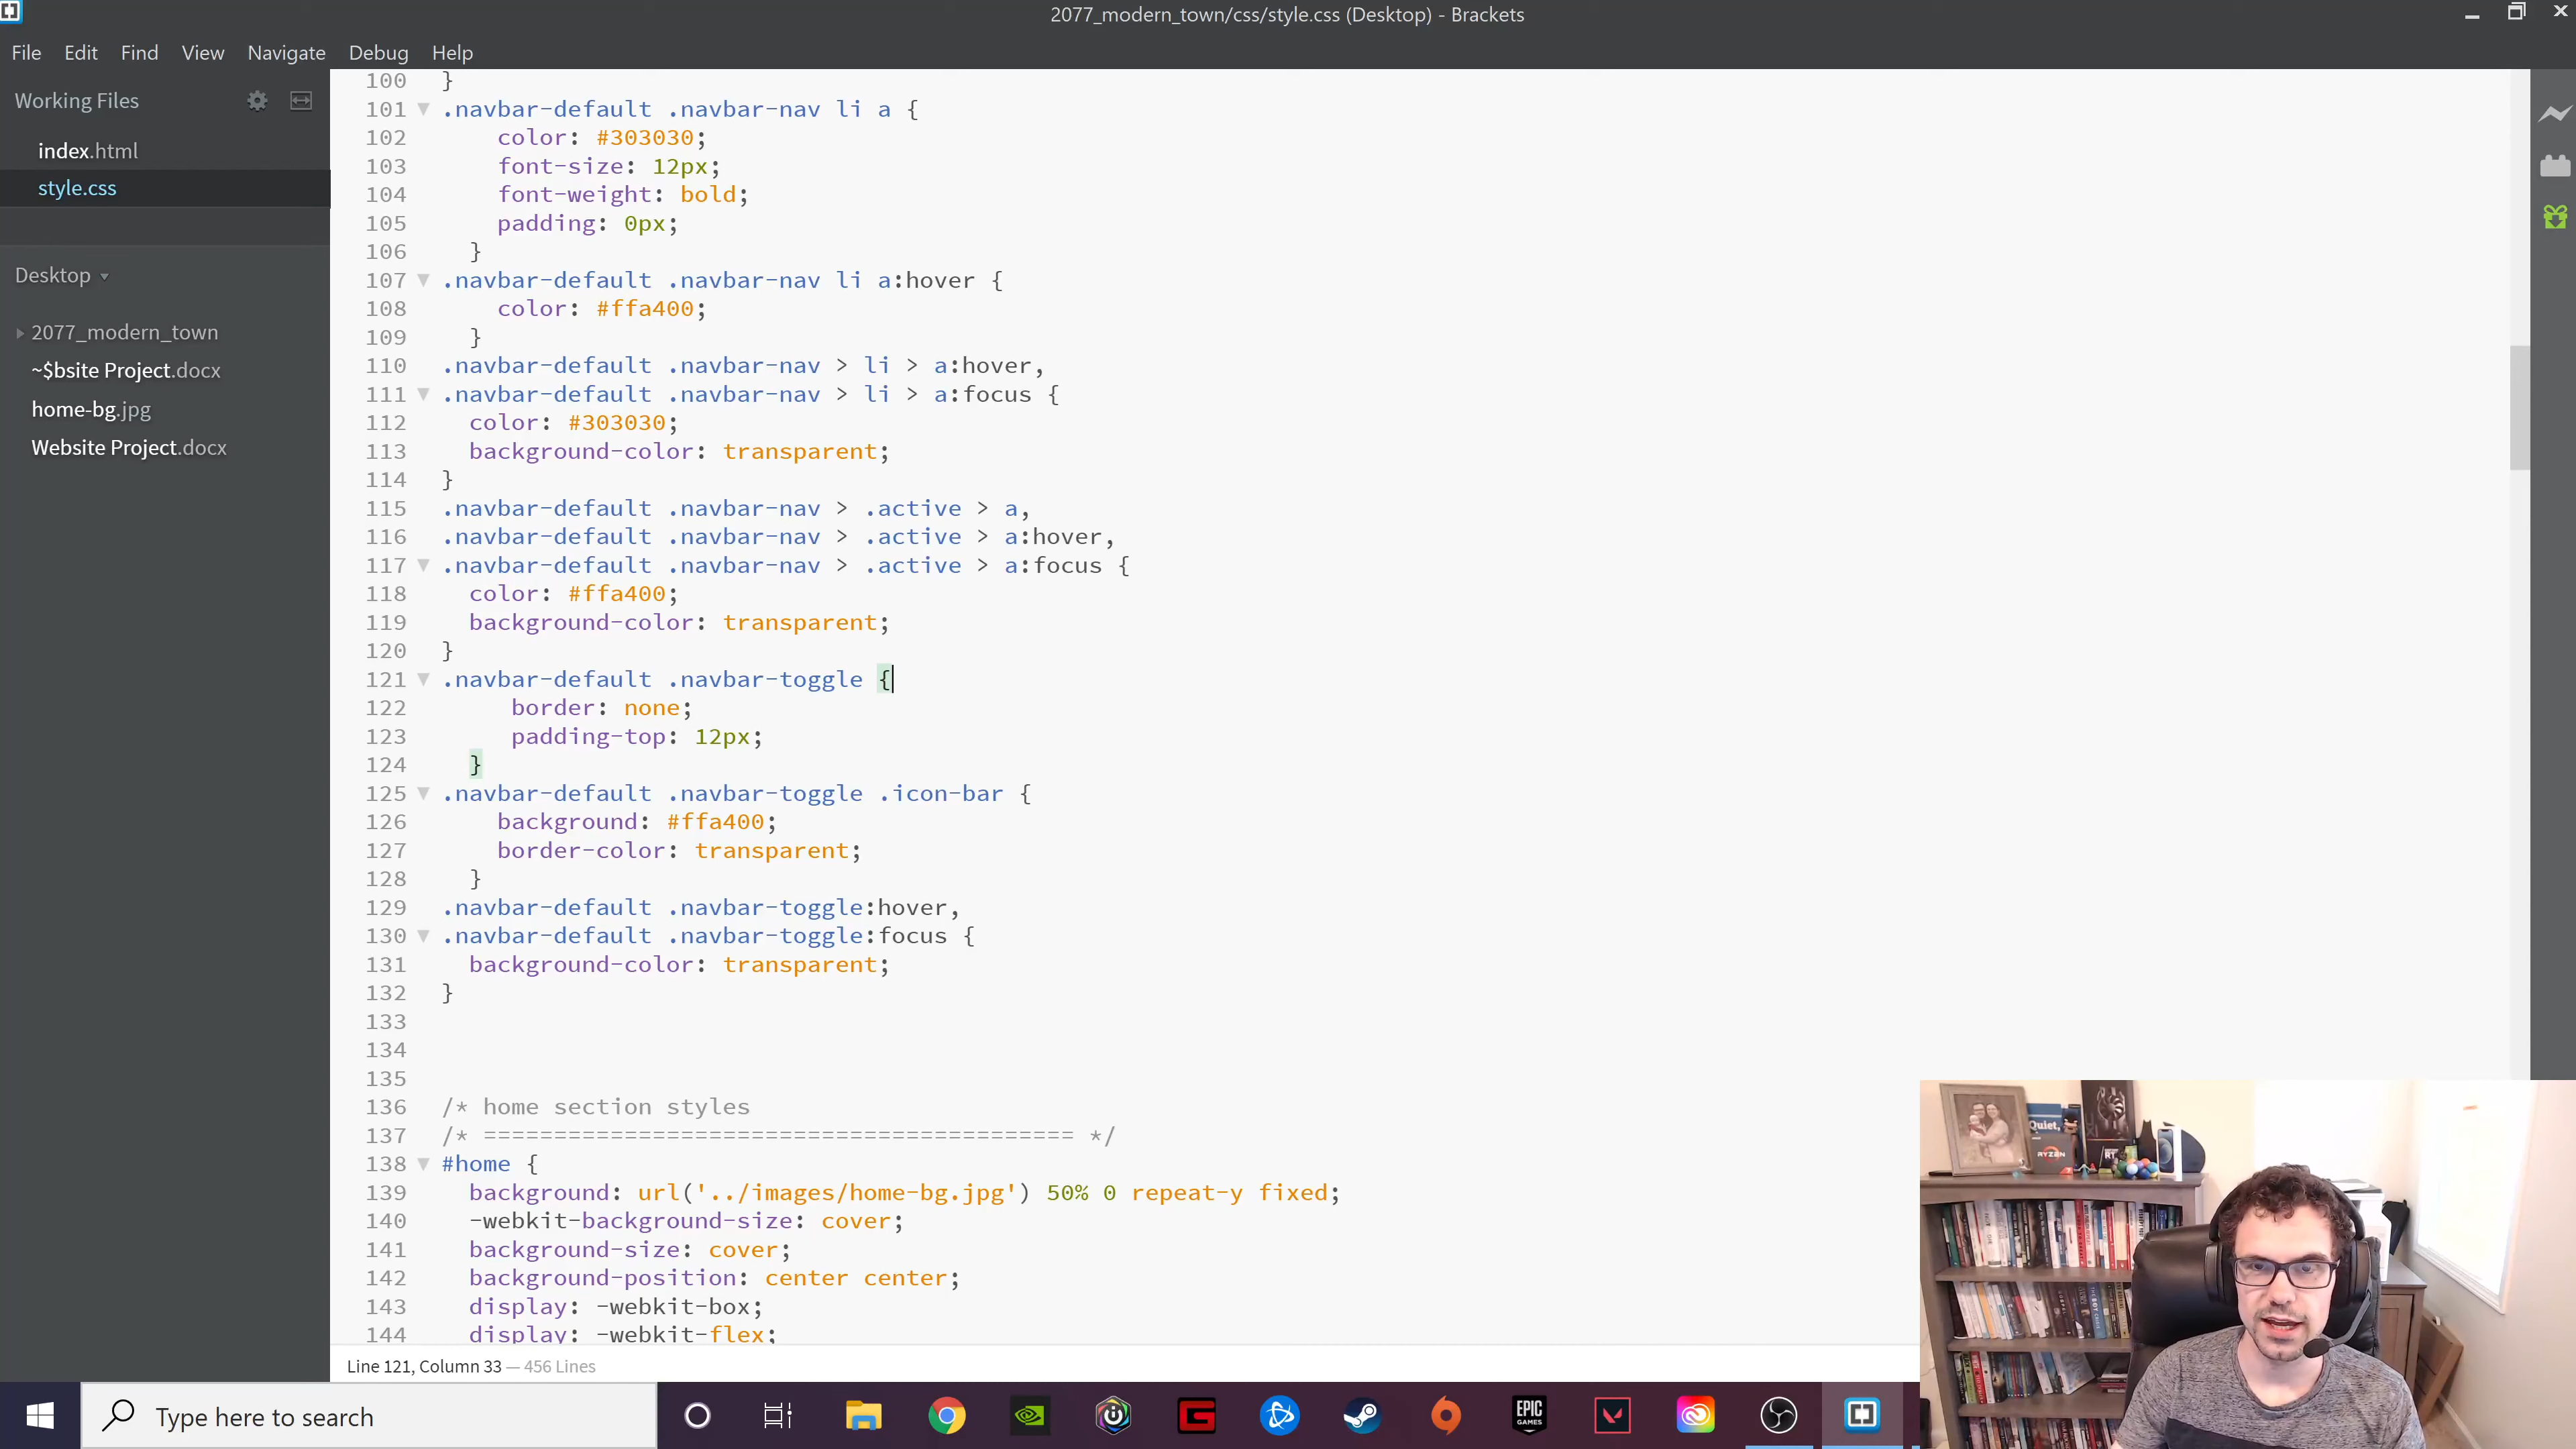 2077_modern_town/css/style.css (Desktop) - Brackets
File Edit Find View Navigate Debug Help
Working Files
index.html
style.css
Desktop
2077_modern_town
~$bsite Project.docx
home-bg.jpg
Website Project.docx
100 }
101 .navbar-default .navbar-nav li a {
102 color: #303030;
103 font-size: 12px;
104 font-weight: bold;
105 padding: 0px;
106 }
107 .navbar-default .navbar-nav li a:hover {
108 color: #ffa400;
109 }
110 .navbar-default .navbar-nav > li > a:hover,
111 .navbar-default .navbar-nav > li > a:focus {
112 color: #303030;
113 background-color: transparent;
114 }
115 .navbar-default .navbar-nav > .active > a,
116 .navbar-default .navbar-nav > .active > a:hover,
117 .navbar-default .navbar-nav > .active > a:focus {
118 color: #ffa400;
119 background-color: transparent;
120 }
121 .navbar-default .navbar-toggle {
122 border: none;
123 padding-top: 12px;
124 }
125 .navbar-default .navbar-toggle .icon-bar {
126 background: #ffa400;
127 border-color: transparent;
128 }
129 .navbar-default .navbar-toggle:hover,
130 .navbar-default .navbar-toggle:focus {
131 background-color: transparent;
132 }
133
134
135
136 /* home section styles
137 /* ========================================== */
138 #home {
139 background: url('../images/home-bg.jpg') 50% 0 repeat-y fixed;
140 -webkit-background-size: cover;
141 background-size: cover;
142 background-position: center center;
143 display: -webkit-box;
144 display: -webkit-flex;
Line 121, Column 33 — 456 Lines
Quiet,
RYZEN
Type here to search
EPIC
GAMES